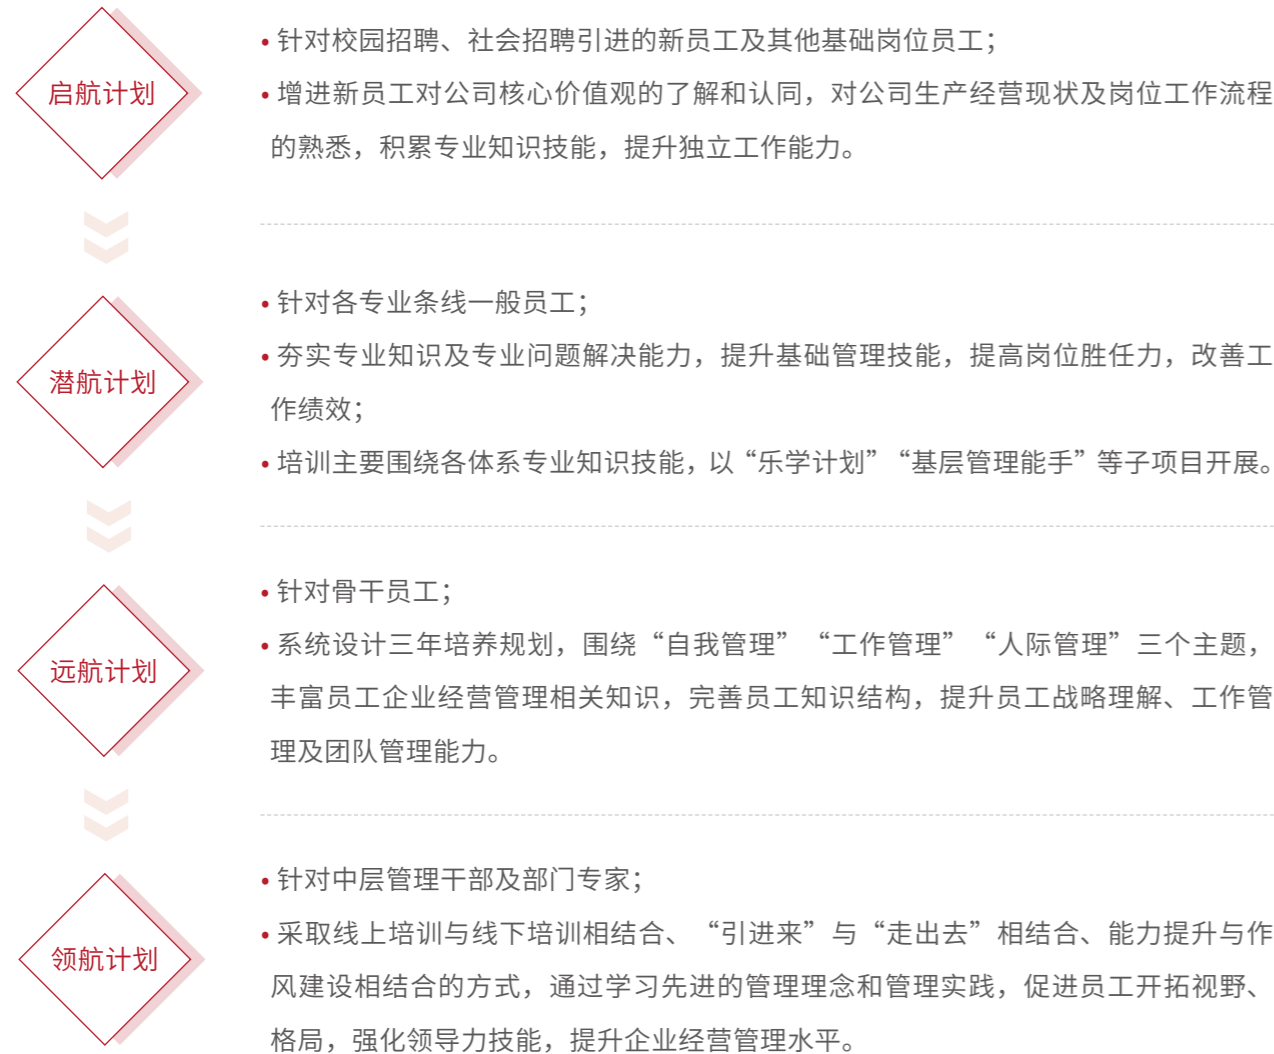 启航计划
• 针对校园招聘、社会招聘引进的新员工及其他基础岗位员工；
• 增进新员工对公司核心价值观的了解和认同，对公司生产经营现状及岗位工作流程
的熟悉，积累专业知识技能，提升独立工作能力。
潜航计划
• 针对各专业条线一般员工；
• 夯实专业知识及专业问题解决能力，提升基础管理技能，提高岗位胜任力，改善工
作绩效；
• 培训主要围绕各体系专业知识技能，以“乐学计划”“基层管理能手”等子项目开展。
远航计划
• 针对骨干员工；
• 系统设计三年培养规划，围绕“自我管理”“工作管理”“人际管理”三个主题，
丰富员工企业经营管理相关知识，完善员工知识结构，提升员工战略理解、工作管
理及团队管理能力。
领航计划
• 针对中层管理干部及部门专家；
• 采取线上培训与线下培训相结合、“引进来”与“走出去”相结合、能力提升与作
风建设相结合的方式，通过学习先进的管理理念和管理实践，促进员工开拓视野、
格局，强化领导力技能，提升企业经营管理水平。